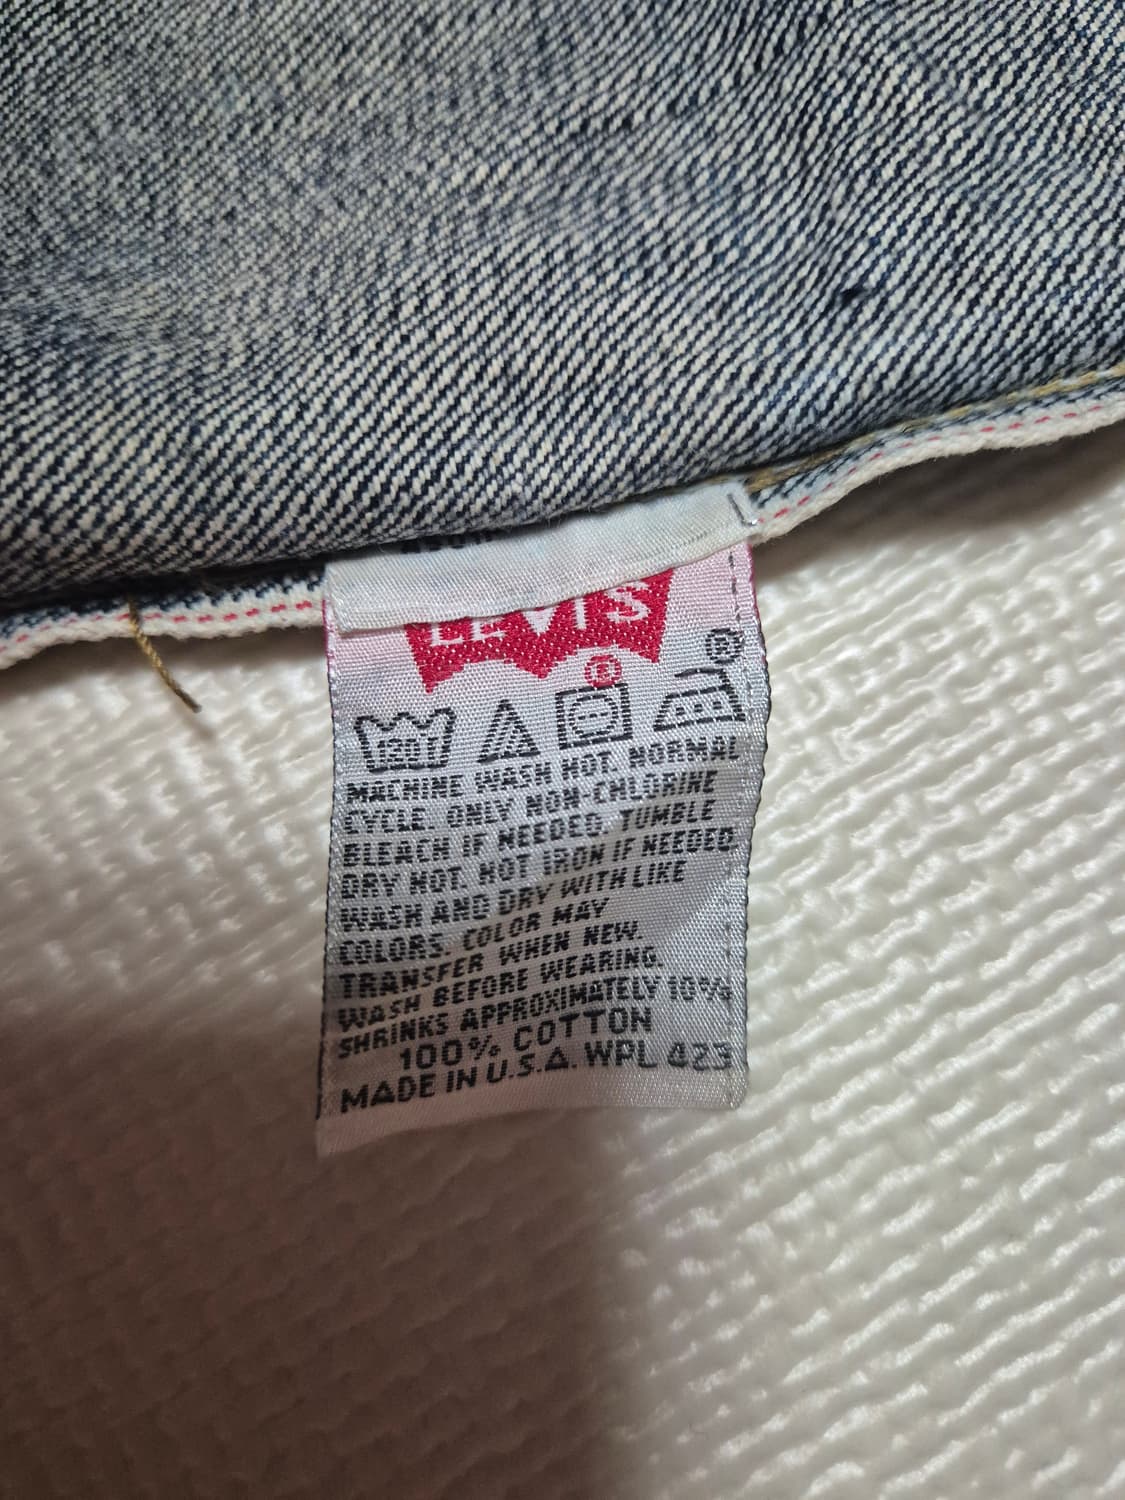 LEVI'S
®
130F
®
MACHINE WASH HOT, NORMAL
CYCLE. ONLY NON-CHLORINE
BLEACH IF NEEDED. TUMBLE
DRY HOT. HOT IRON IF NEEDED
WASH AND DRY WITH LIKE
COLORS. COLOR MAY
TRANSFER WHEN NEW.
WASH BEFORE WEARING.
SHRINKS APPROXIMATELY 10%
100% COTTON
MADE IN U.S.A. WPL 423